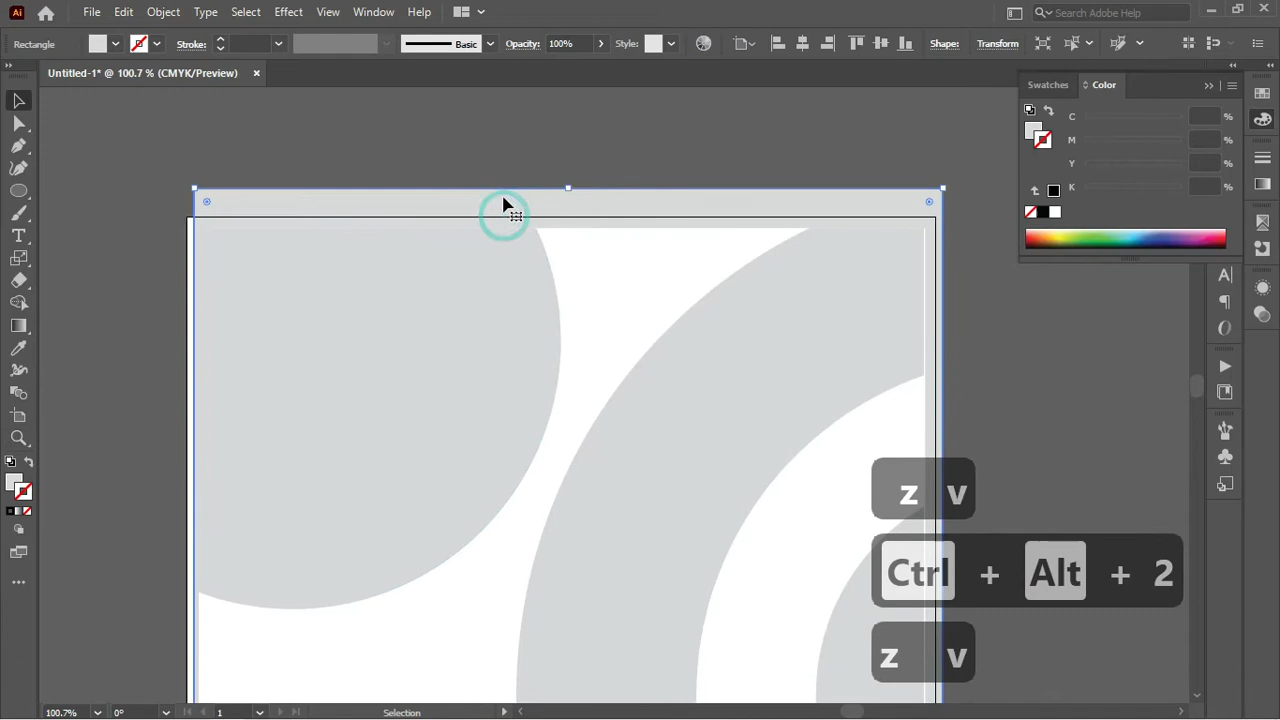 Ai File Edit Object Type Select Effect View Window Help Search Adobe Help
Rectangle Stroke: Basic Opacity: 100% Style: Shape: Transform
Untitled-1* @ 100.7 % (CMYK/Preview) ×
Swatches Color
C %
M %
Y %
K %
z v
Ctrl + Alt + 2
z v
100.7% 0° 1 Selection